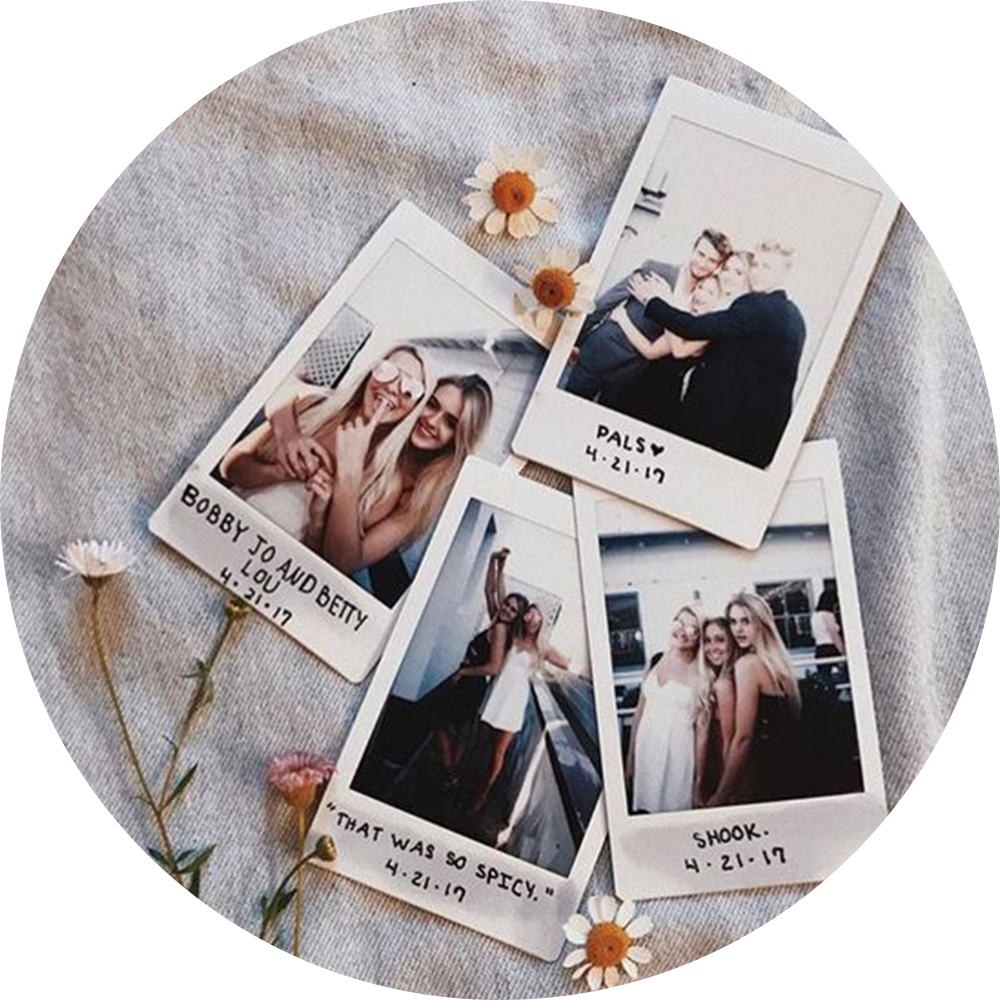 PALS♥
4·21·17
BOBBY JO AND BETTY
LOU
4·21·17
"THAT WAS SO SPICY."
4·21·17
SHOOK.
4·21·17